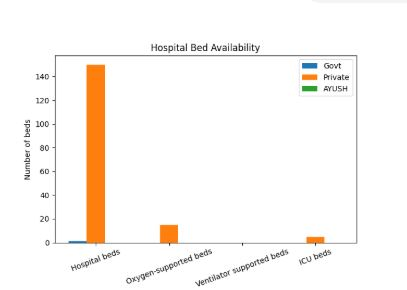 Hospital Bed Availability
Govt
Private
AYUSH
Number of beds
140
120
100
80
60
40
20
0
Hospital beds
Oxygen-supported beds
Ventilator supported beds
ICU beds